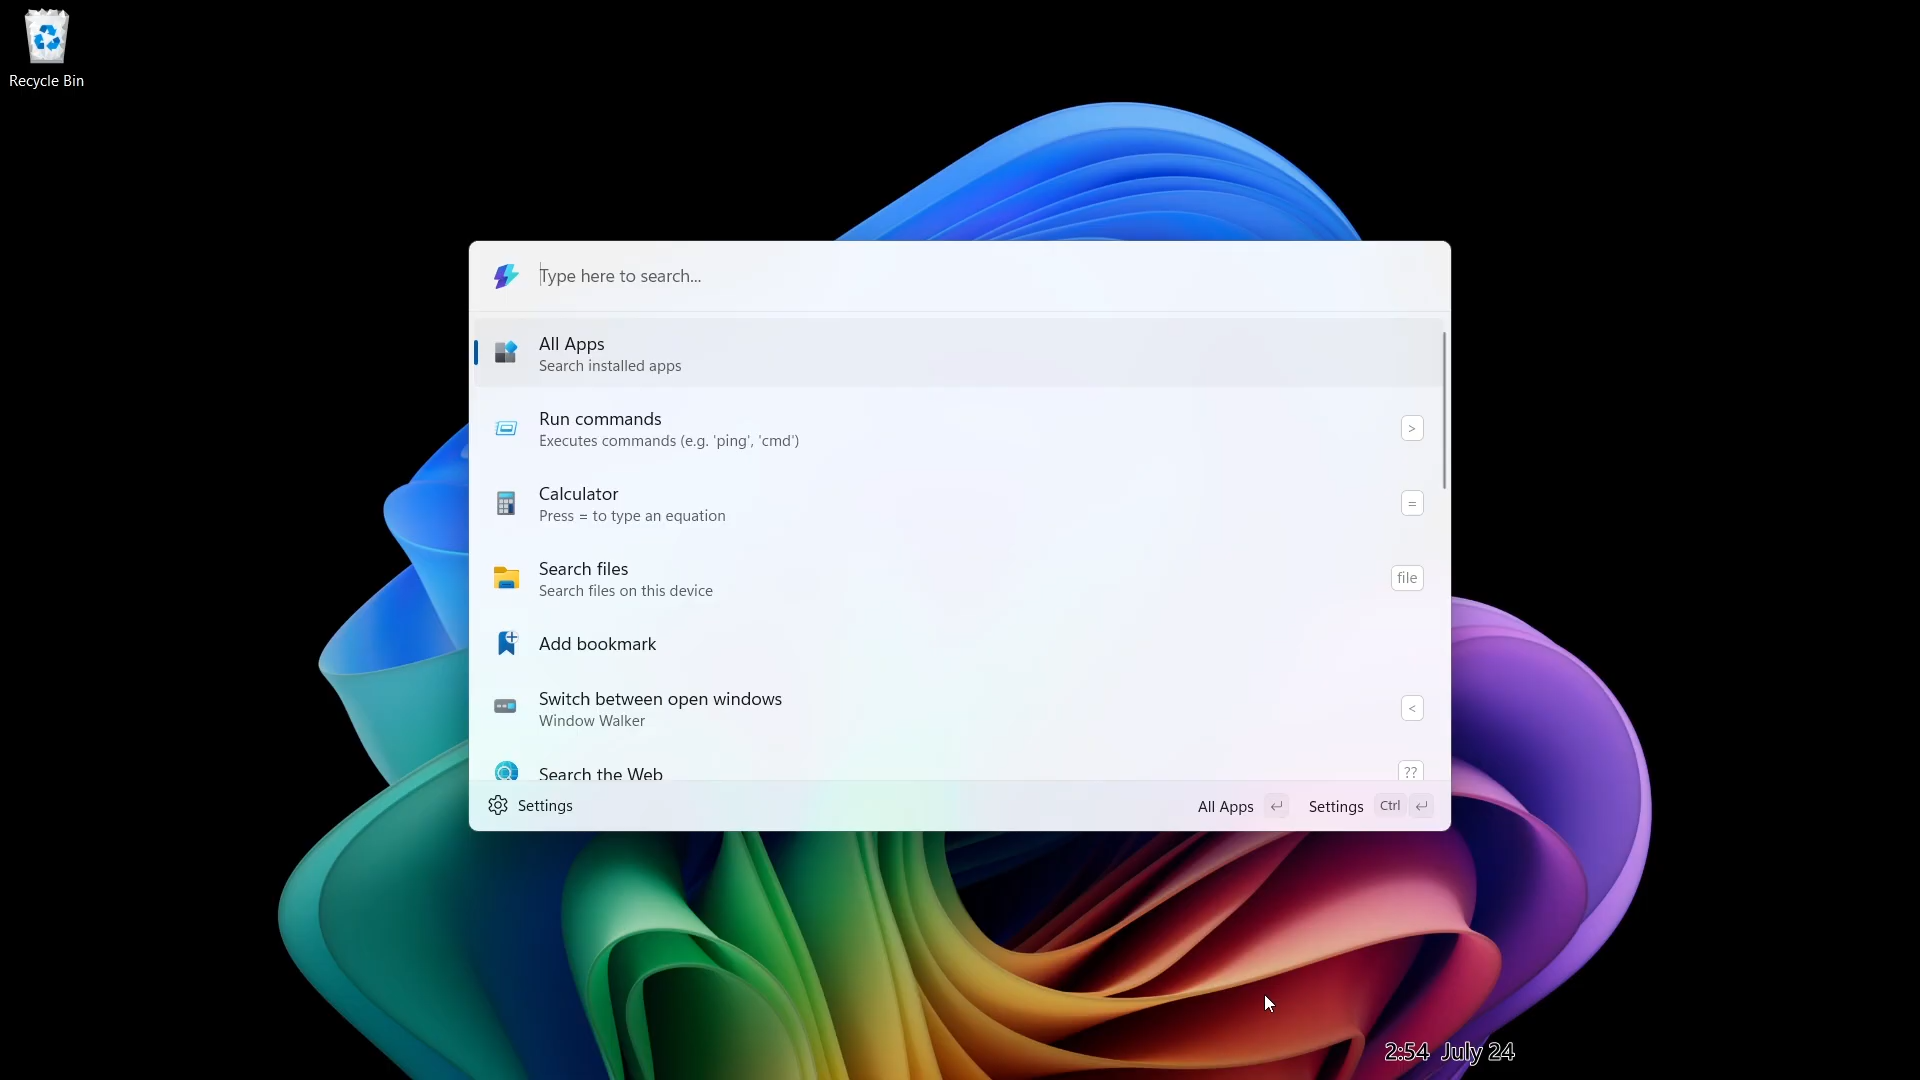 Recycle Bin
Type here to search...
All Apps
Search installed apps
Run commands
Executes commands (e.g. 'ping', 'cmd')
>
Calculator
Press = to type an equation
=
Search files
Search files on this device
file
Add bookmark
Switch between open windows
Window Walker
<
Search the Web
??
Settings
All Apps ↵ Settings Ctrl ↵
2:54 July 24